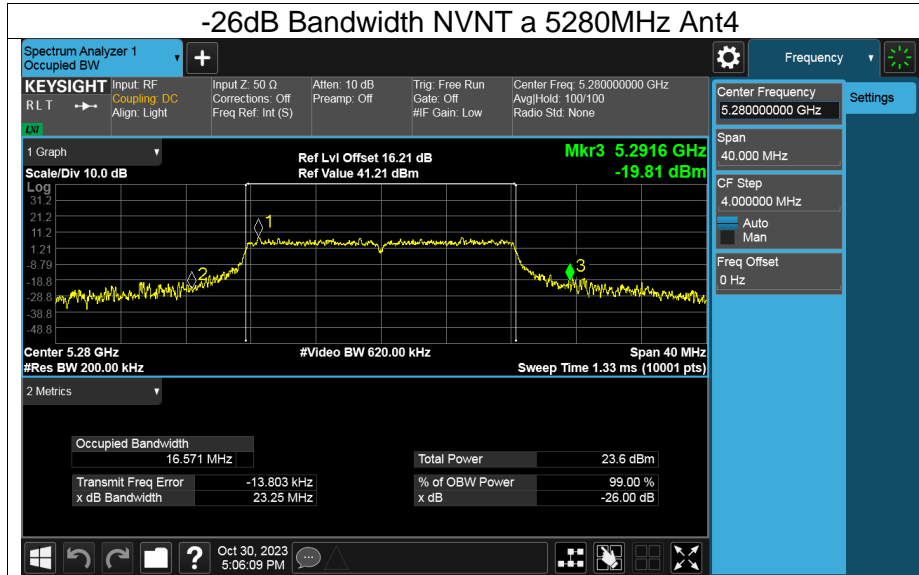 -26dB Bandwidth NVNT a 5280MHz Ant4
Spectrum Analyzer 1
Occupied BW
+
Frequency
KEYSIGHT
RLT
LXI
Input: RF
Coupling: DC
Align: Light
Input Z: 50 Ω
Corrections: Off
Freq Ref: Int (S)
Atten: 10 dB
Preamp: Off
Trig: Free Run
Gate: Off
#IF Gain: Low
Center Freq: 5.280000000 GHz
Avg|Hold: 100/100
Radio Std: None
Center Frequency
5.280000000 GHz
Settings
Span
40.000 MHz
CF Step
4.000000 MHz
Auto
Man
Freq Offset
0 Hz
1 Graph
Ref Lvl Offset 16.21 dB
Mkr3 5.2916 GHz
Scale/Div 10.0 dB
Ref Value 41.21 dBm
-19.81 dBm
Log
31.2
21.2
11.2
1.21
-8.79
-18.8
-28.8
-38.8
-48.8
1
2
3
Center 5.28 GHz
#Video BW 620.00 kHz
Span 40 MHz
#Res BW 200.00 kHz
Sweep Time 1.33 ms (10001 pts)
2 Metrics
Occupied Bandwidth
16.571 MHz
Total Power 23.6 dBm
Transmit Freq Error -13.803 kHz
% of OBW Power 99.00 %
x dB Bandwidth 23.25 MHz
x dB -26.00 dB
?
Oct 30, 2023
5:06:09 PM